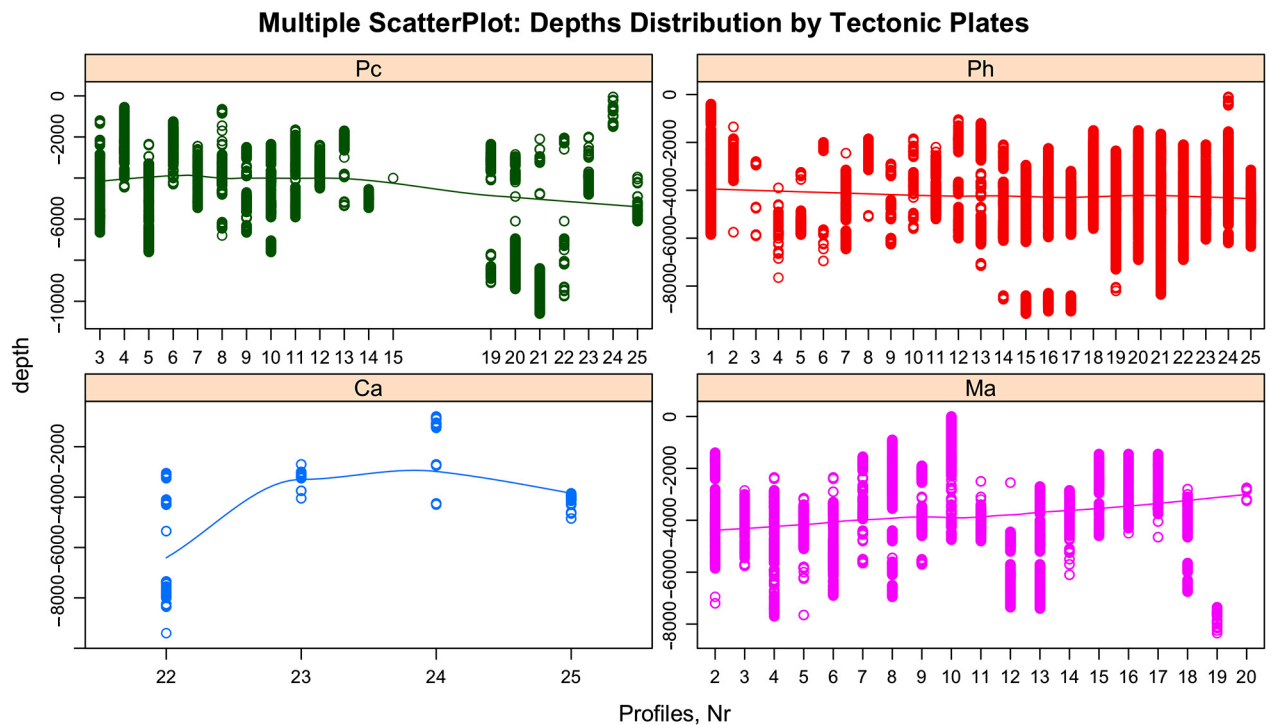 Multiple ScatterPlot: Depths Distribution by Tectonic Plates
Pc
0
−2000
−6000
−10000
3 4 5 6 7 8 9 10 11 12 13 14 15 19 20 21 22 23 24 25
Ph
0
−2000
−4000
−6000
−8000
1 2 3 4 5 6 7 8 9 10 11 12 13 14 15 16 17 18 19 20 21 22 23 24 25
depth
Ca
−2000
−4000
−6000
−8000
22 23 24 25
Ma
0
−2000
−4000
−6000
−8000
2 3 4 5 6 7 8 9 10 11 12 13 14 15 16 17 18 19 20
Profiles, Nr